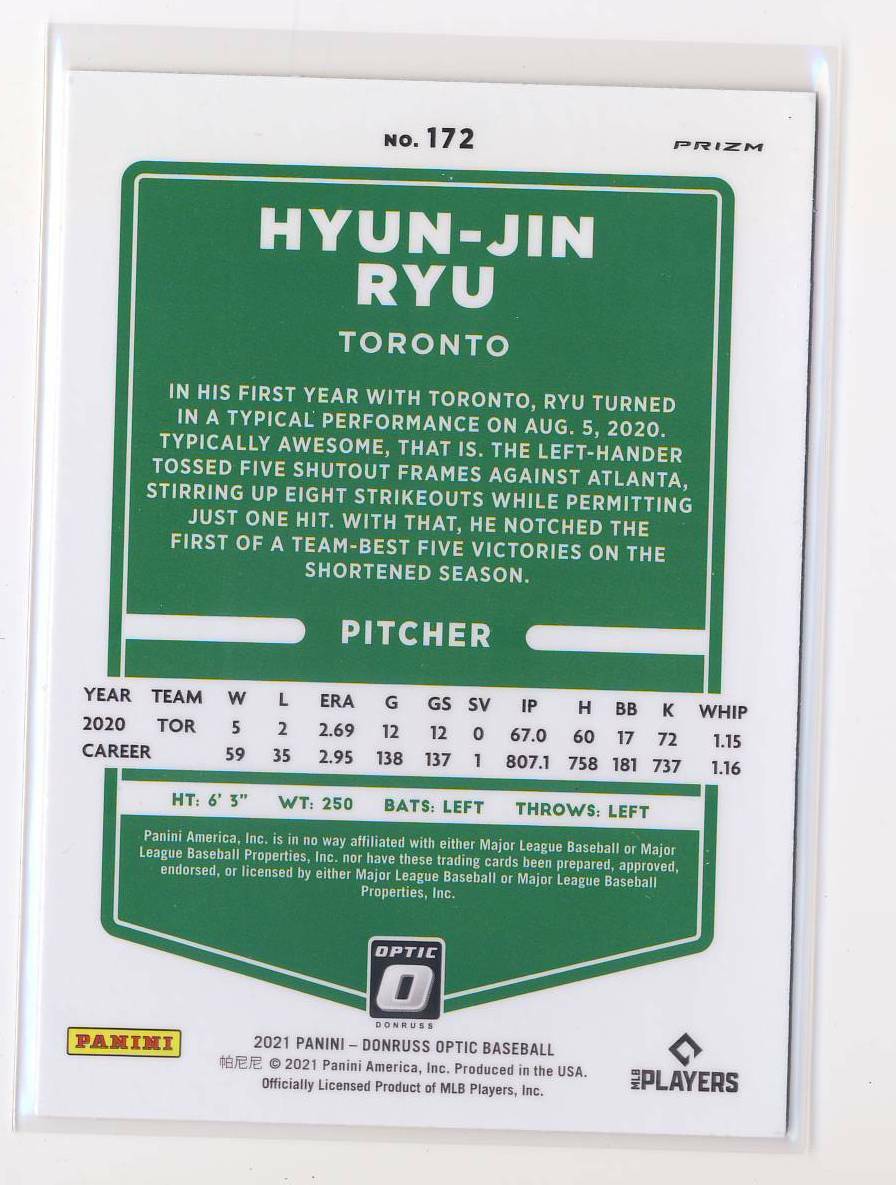 NO. 172
PRIZM
HYUN-JIN
RYU
TORONTO
IN HIS FIRST YEAR WITH TORONTO, RYU TURNED
IN A TYPICAL PERFORMANCE ON AUG. 5, 2020.
TYPICALLY AWESOME, THAT IS. THE LEFT-HANDER
TOSSED FIVE SHUTOUT FRAMES AGAINST ATLANTA,
STIRRING UP EIGHT STRIKEOUTS WHILE PERMITTING
JUST ONE HIT. WITH THAT, HE NOTCHED THE
FIRST OF A TEAM-BEST FIVE VICTORIES ON THE
SHORTENED SEASON.
PITCHER
YEAR TEAM W L ERA G GS SV IP H BB K WHIP
2020 TOR 5 2 2.69 12 12 0 67.0 60 17 72 1.15
CAREER 59 35 2.95 138 137 1 807.1 758 181 737 1.16
HT: 6' 3" WT: 250 BATS: LEFT THROWS: LEFT
Panini America, Inc. is in no way affiliated with either Major League Baseball or Major
League Baseball Properties, Inc. nor have these trading cards been prepared, approved,
endorsed, or licensed by either Major League Baseball or Major League Baseball
Properties, Inc.
OPTIC
O
DONRUSS
PANINI
2021 PANINI – DONRUSS OPTIC BASEBALL
帕尼尼 © 2021 Panini America, Inc. Produced in the USA.
Officially Licensed Product of MLB Players, Inc.
MLB PLAYERS